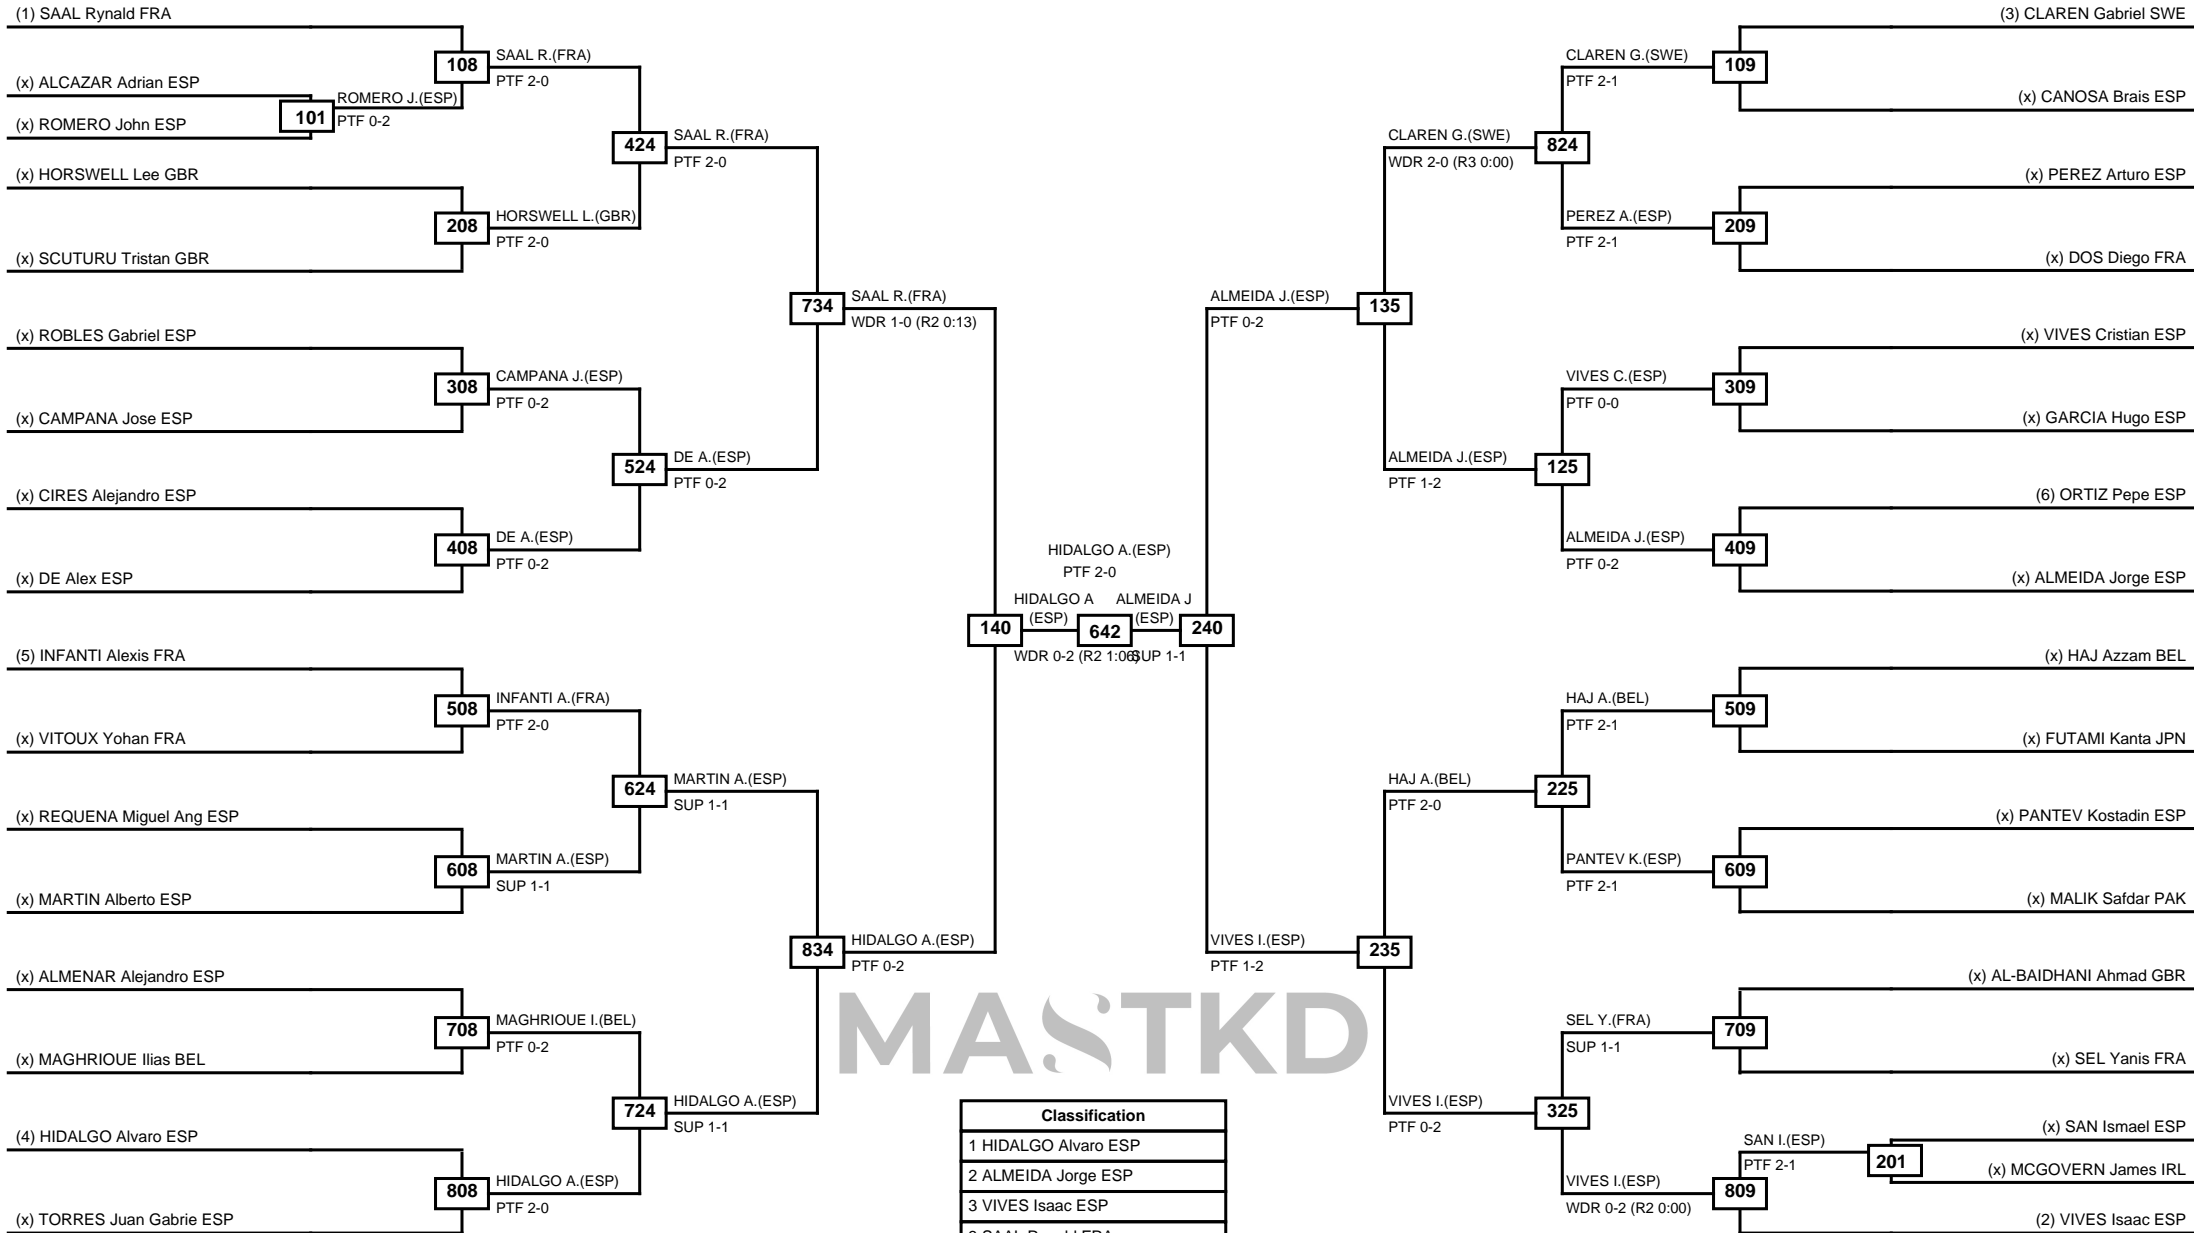 (1) SAAL Rynald FRA
(x) ALCAZAR Adrian ESP
(x) ROMERO John ESP
(x) HORSWELL Lee GBR
(x) SCUTURU Tristan GBR
(x) ROBLES Gabriel ESP
(x) CAMPANA Jose ESP
(x) CIRES Alejandro ESP
(x) DE Alex ESP
(5) INFANTI Alexis FRA
(x) VITOUX Yohan FRA
(x) REQUENA Miguel Ang ESP
(x) MARTIN Alberto ESP
(x) ALMENAR Alejandro ESP
(x) MAGHRIOUE Ilias BEL
(4) HIDALGO Alvaro ESP
(x) TORRES Juan Gabrie ESP
101
ROMERO J.(ESP)
PTF 0-2
108
SAAL R.(FRA)
PTF 2-0
208
HORSWELL L.(GBR)
PTF 2-0
308
CAMPANA J.(ESP)
PTF 0-2
408
DE A.(ESP)
PTF 0-2
508
INFANTI A.(FRA)
PTF 2-0
608
MARTIN A.(ESP)
SUP 1-1
708
MAGHRIOUE I.(BEL)
PTF 0-2
808
HIDALGO A.(ESP)
PTF 2-0
424
SAAL R.(FRA)
PTF 2-0
524
DE A.(ESP)
PTF 0-2
624
MARTIN A.(ESP)
SUP 1-1
724
HIDALGO A.(ESP)
SUP 1-1
734
SAAL R.(FRA)
WDR 1-0 (R2 0:13)
834
HIDALGO A.(ESP)
PTF 0-2
HIDALGO A.(ESP)
PTF 2-0
HIDALGO A
(ESP)
ALMEIDA J
(ESP)
140
642
240
WDR 0-2 (R2 1:06)
SUP 1-1
ALMEIDA J.(ESP)
PTF 0-2
135
VIVES I.(ESP)
PTF 1-2
235
CLAREN G.(SWE)
WDR 2-0 (R3 0:00)
824
ALMEIDA J.(ESP)
PTF 1-2
125
HAJ A.(BEL)
PTF 2-0
225
VIVES I.(ESP)
PTF 0-2
325
CLAREN G.(SWE)
PTF 2-1
109
PEREZ A.(ESP)
PTF 2-1
209
VIVES C.(ESP)
PTF 0-0
309
ALMEIDA J.(ESP)
PTF 0-2
409
HAJ A.(BEL)
PTF 2-1
509
PANTEV K.(ESP)
PTF 2-1
609
SEL Y.(FRA)
SUP 1-1
709
VIVES I.(ESP)
WDR 0-2 (R2 0:00)
809
SAN I.(ESP)
PTF 2-1
201
(3) CLAREN Gabriel SWE
(x) CANOSA Brais ESP
(x) PEREZ Arturo ESP
(x) DOS Diego FRA
(x) VIVES Cristian ESP
(x) GARCIA Hugo ESP
(6) ORTIZ Pepe ESP
(x) ALMEIDA Jorge ESP
(x) HAJ Azzam BEL
(x) FUTAMI Kanta JPN
(x) PANTEV Kostadin ESP
(x) MALIK Safdar PAK
(x) AL-BAIDHANI Ahmad GBR
(x) SEL Yanis FRA
(x) SAN Ismael ESP
(x) MCGOVERN James IRL
(2) VIVES Isaac ESP
MASTKD
Classification
1 HIDALGO Alvaro ESP
2 ALMEIDA Jorge ESP
3 VIVES Isaac ESP